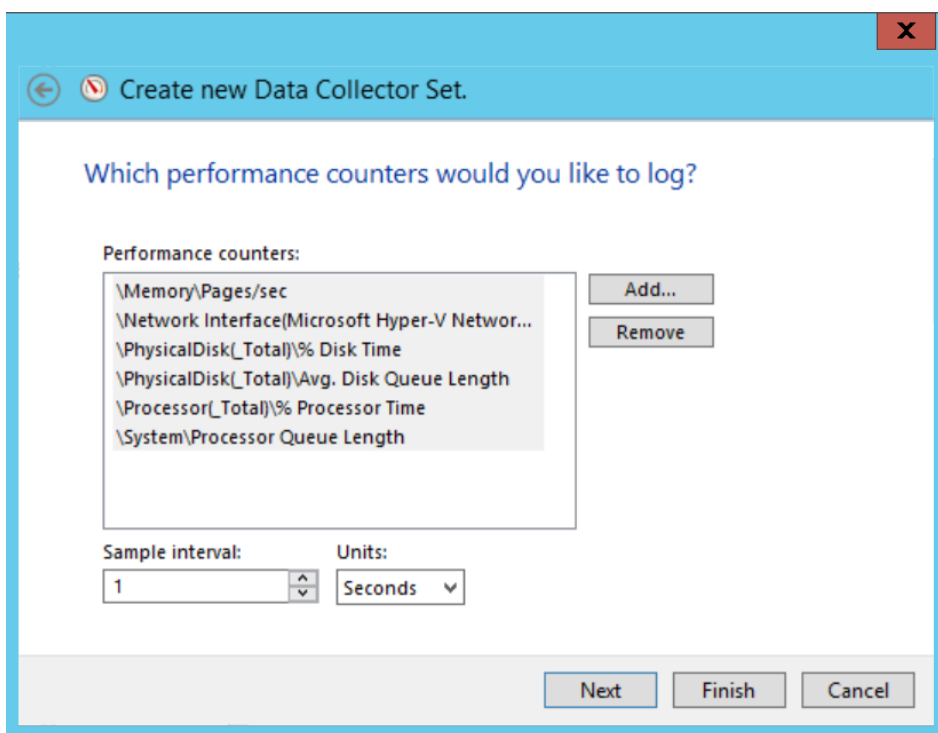 Create new Data Collector Set.
Which performance counters would you like to log?
Performance counters:
\Memory\Pages/sec
\Network Interface(Microsoft Hyper-V Networ...
\PhysicalDisk(_Total)\% Disk Time
\PhysicalDisk(_Total)\Avg. Disk Queue Length
\Processor(_Total)\% Processor Time
\System\Processor Queue Length
Add...
Remove
Sample interval: Units:
1 Seconds
Next Finish Cancel